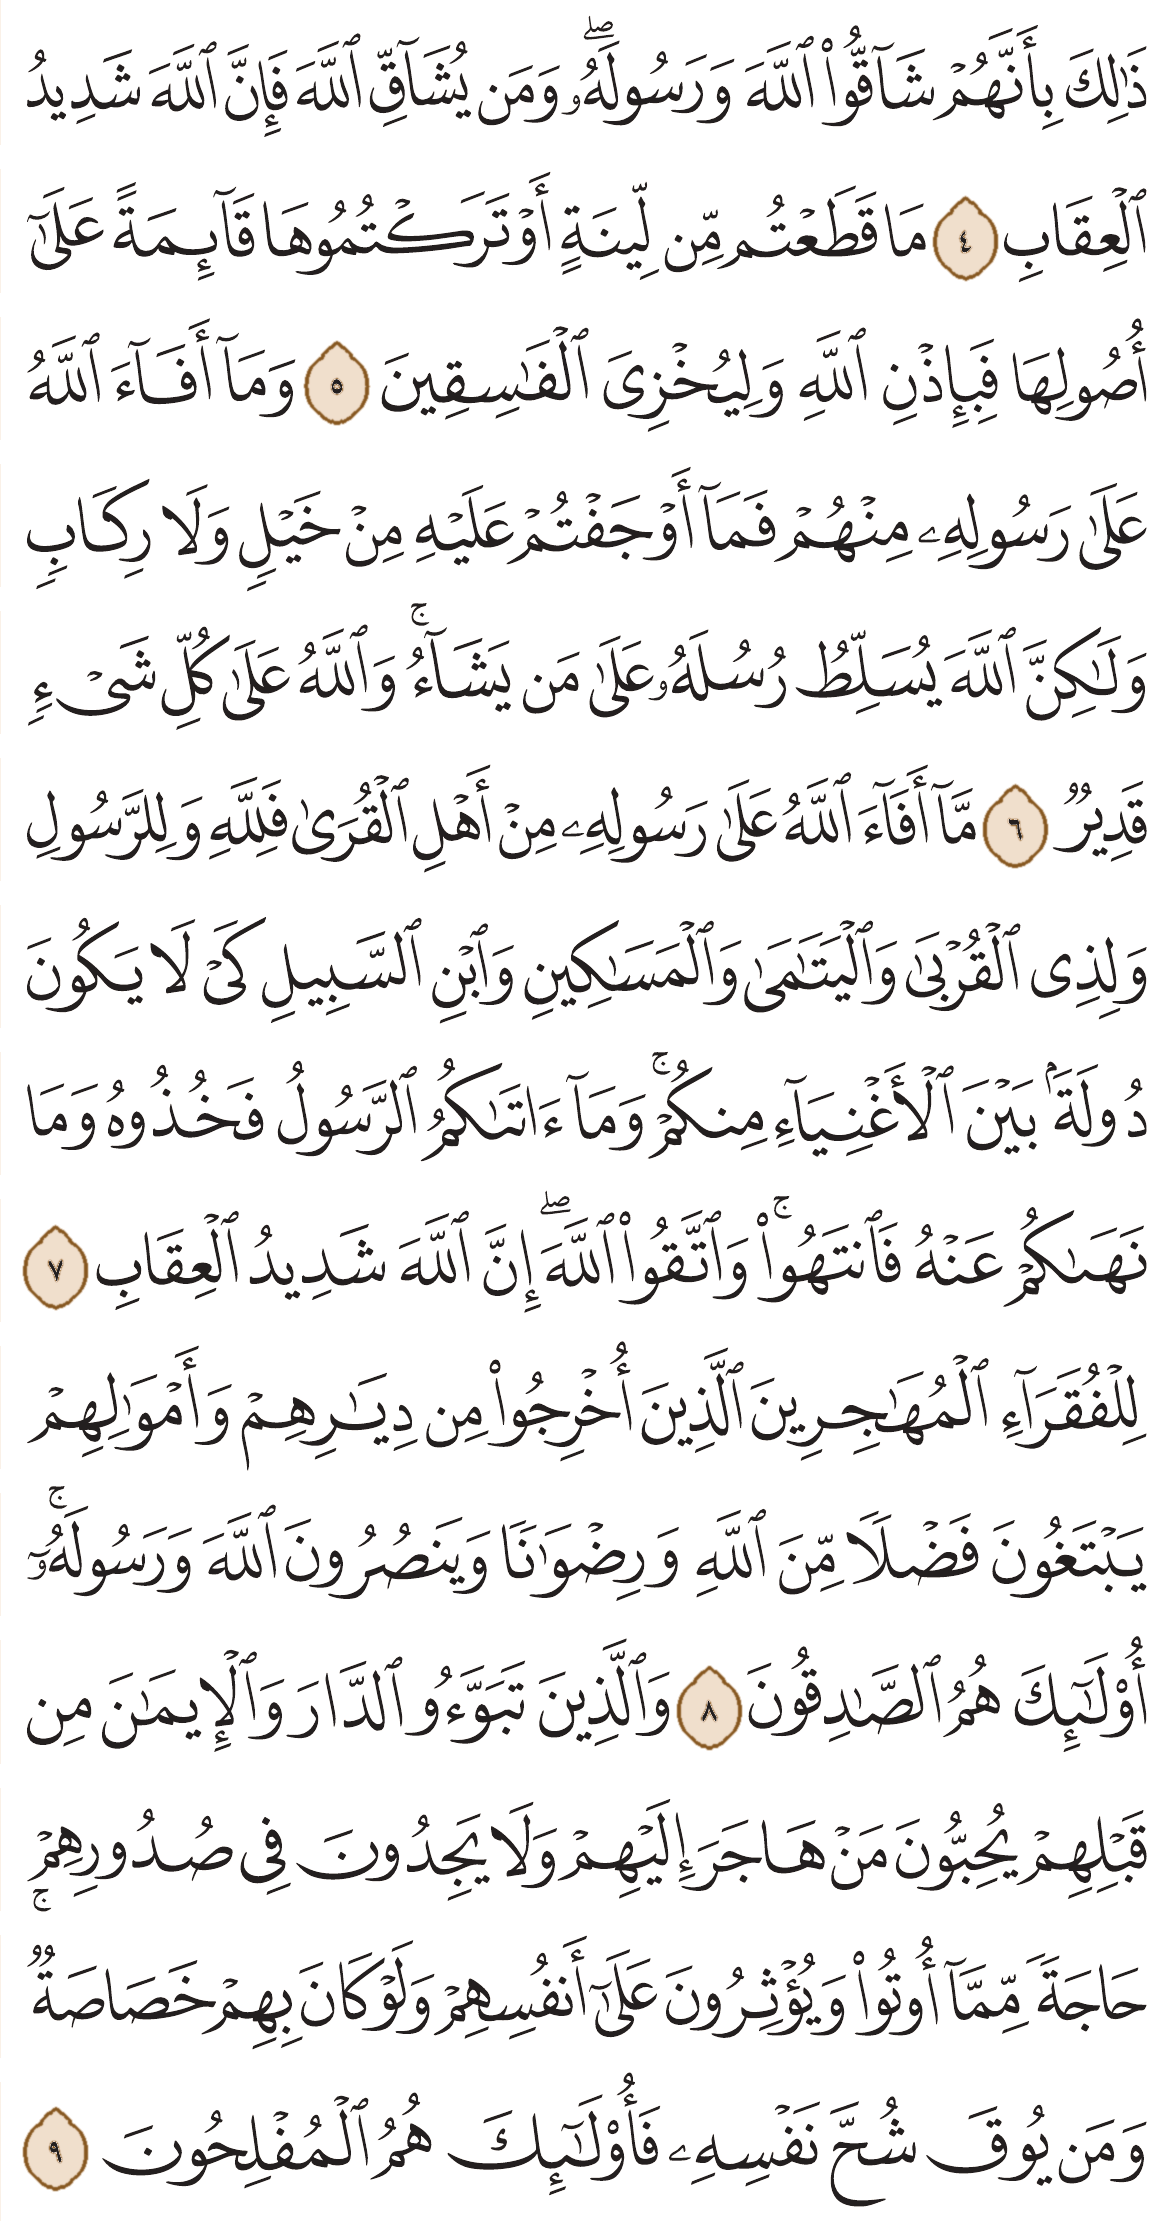 ذَٰلِكَ بِأَنَّهُمْ شَآقُّوا۟ ٱللَّهَ وَرَسُولَهُۥ ۖ وَمَن يُشَآقِّ ٱللَّهَ فَإِنَّ ٱللَّهَ شَدِيدُ
ٱلْعِقَابِ ٤ مَا قَطَعْتُم مِّن لِّينَةٍ أَوْ تَرَكْتُمُوهَا قَآئِمَةً عَلَىٰٓ
أُصُولِهَا فَبِإِذْنِ ٱللَّهِ وَلِيُخْزِىَ ٱلْفَـٰسِقِينَ ٥ وَمَآ أَفَآءَ ٱللَّهُ
عَلَىٰ رَسُولِهِۦ مِنْهُمْ فَمَآ أَوْجَفْتُمْ عَلَيْهِ مِنْ خَيْلٍ وَلَا رِكَابٍ
وَلَـٰكِنَّ ٱللَّهَ يُسَلِّطُ رُسُلَهُۥ عَلَىٰ مَن يَشَآءُ ۚ وَٱللَّهُ عَلَىٰ كُلِّ شَىْءٍ
قَدِيرٌ ٦ مَّآ أَفَآءَ ٱللَّهُ عَلَىٰ رَسُولِهِۦ مِنْ أَهْلِ ٱلْقُرَىٰ فَلِلَّهِ وَلِلرَّسُولِ
وَلِذِى ٱلْقُرْبَىٰ وَٱلْيَتَـٰمَىٰ وَٱلْمَسَـٰكِينِ وَٱبْنِ ٱلسَّبِيلِ كَىْ لَا يَكُونَ
دُولَةًۢ بَيْنَ ٱلْأَغْنِيَآءِ مِنكُمْ ۚ وَمَآ ءَاتَىٰكُمُ ٱلرَّسُولُ فَخُذُوهُ وَمَا
نَهَىٰكُمْ عَنْهُ فَٱنتَهُوا۟ ۚ وَٱتَّقُوا۟ ٱللَّهَ ۖ إِنَّ ٱللَّهَ شَدِيدُ ٱلْعِقَابِ ٧
لِلْفُقَرَآءِ ٱلْمُهَـٰجِرِينَ ٱلَّذِينَ أُخْرِجُوا۟ مِن دِيَـٰرِهِمْ وَأَمْوَٰلِهِمْ
يَبْتَغُونَ فَضْلًا مِّنَ ٱللَّهِ وَرِضْوَٰنًا وَيَنصُرُونَ ٱللَّهَ وَرَسُولَهُۥٓ ۚ
أُو۟لَـٰٓئِكَ هُمُ ٱلصَّـٰدِقُونَ ٨ وَٱلَّذِينَ تَبَوَّءُو ٱلدَّارَ وَٱلْإِيمَـٰنَ مِن
قَبْلِهِمْ يُحِبُّونَ مَنْ هَاجَرَ إِلَيْهِمْ وَلَا يَجِدُونَ فِى صُدُورِهِمْ
حَاجَةً مِّمَّآ أُوتُوا۟ وَيُؤْثِرُونَ عَلَىٰٓ أَنفُسِهِمْ وَلَوْ كَانَ بِهِمْ خَصَاصَةٌ ۚ
وَمَن يُوقَ شُحَّ نَفْسِهِۦ فَأُو۟لَـٰٓئِكَ هُمُ ٱلْمُفْلِحُونَ ٩